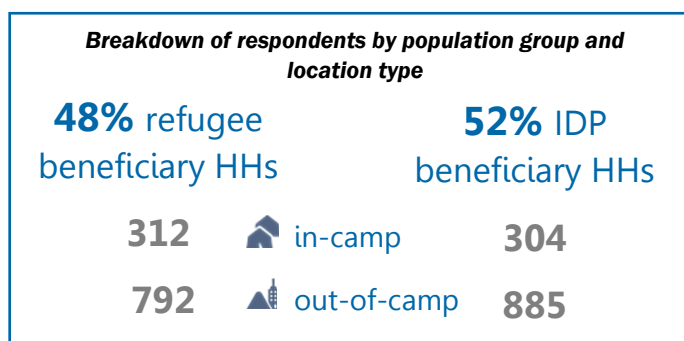 Breakdown of respondents by population group and
location type
48% refugee
beneficiary HHs
52% IDP
beneficiary HHs
312 in-camp 304
792 out-of-camp 885